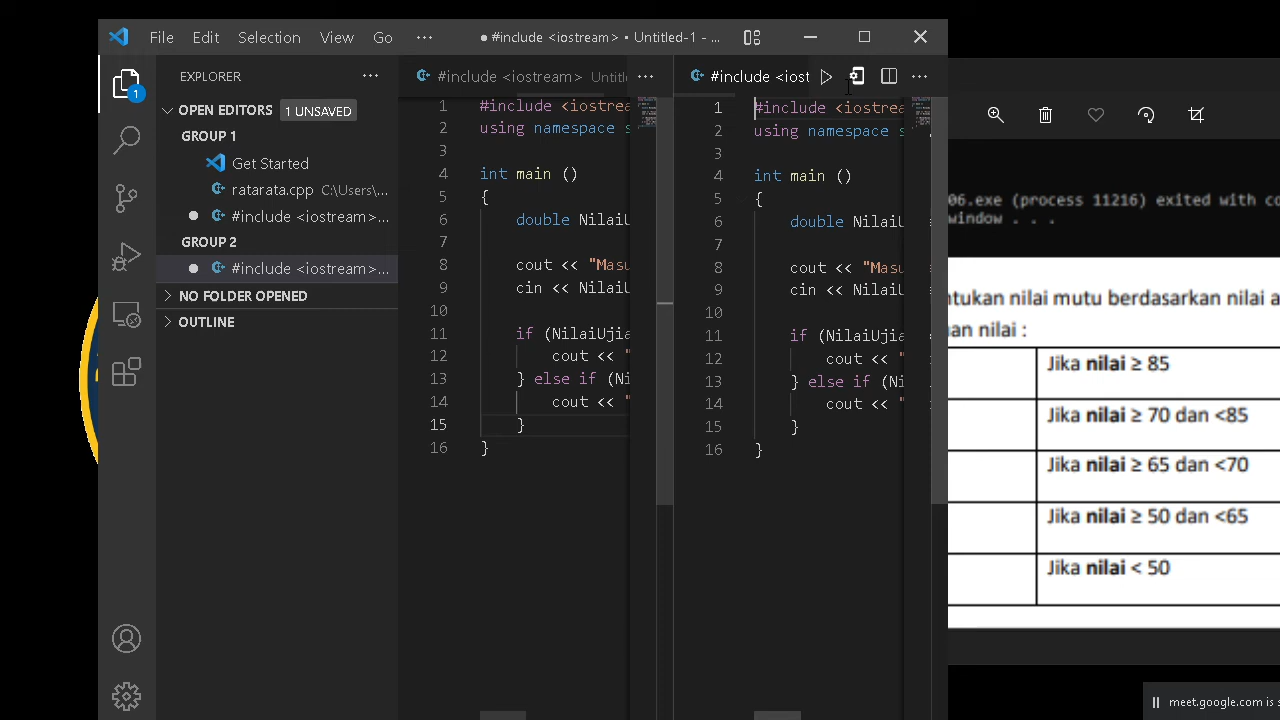 File Edit Selection View Go ··· ● #include <iostream> • Untitled-1 - ...
EXPLORER ···
OPEN EDITORS 1 UNSAVED
GROUP 1
Get Started
ratarata.cpp C:\Users\...
● #include <iostream>...
GROUP 2
● #include <iostream>...
NO FOLDER OPENED
OUTLINE
1
#include <iostream> ···
1 #include <iostrea
2 using namespace s
3
4 int main ()
5 {
6 double NilaiU
7
8 cout << "Masu
9 cin << NilaiU
10
11 if (NilaiUjia
12 cout << "
13 } else if (Ni
14 cout << "
15 }
16 }
#include <iost ···
1 #include <iostrea
2 using namespace s
3
4 int main ()
5 {
6 double NilaiU
7
8 cout << "Masu
9 cin << NilaiU
10
11 if (NilaiUjia
12 cout << "
13 } else if (Ni
14 cout << "
15 }
16 }
06.exe (process 11216) exited with co
window . . .
ntukan nilai mutu berdasarkan nilai a
an nilai :
Jika nilai ≥ 85
Jika nilai ≥ 70 dan <85
Jika nilai ≥ 65 dan <70
Jika nilai ≥ 50 dan <65
Jika nilai < 50
meet.google.com is